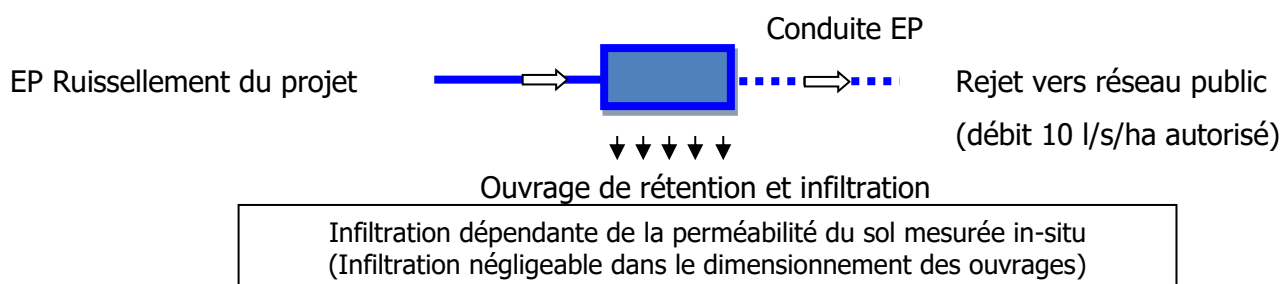 Conduite EP
EP Ruissellement du projet
Rejet vers réseau public
(débit 10 l/s/ha autorisé)
Ouvrage de rétention et infiltration
Infiltration dépendante de la perméabilité du sol mesurée in-situ
(Infiltration négligeable dans le dimensionnement des ouvrages)